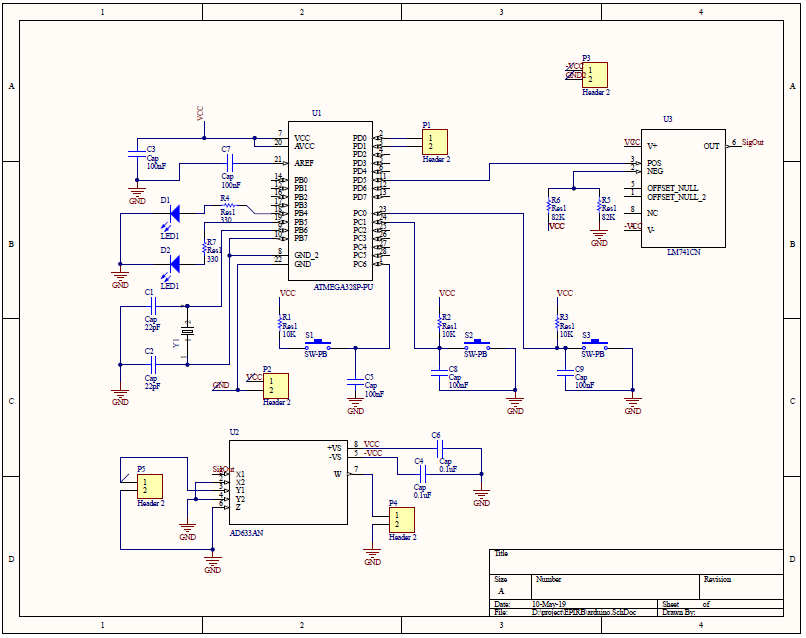 1 2 3 4
A A
P3
-VCC 1
GND2 2
Header 2
VCC
U1
U3
C3
Cap
100nF
C7
Cap
100nF
GND
7 VCC
20 AVCC
21 AREF
14 PB0
PB1
PB2
PB3
PB4
PB5
PB6
PB7
8 GND_2
22 GND
PD0 2
PD1
PD2
PD3
PD4 6
PD5
PD6
PD7 13
PC0 23
PC1
PC2
PC3
PC4
PC5
PC6
ATMEGA328P-PU
P1
1
2
Header 2
VCC V+
3 POS
2 NEG
5 OFFSET_NULL
1 OFFSET_NULL_2
8 NC
-VCC V-
OUT 6 SigOut
LM741CN
R6
Res1
82K
VCC
R5
Res1
82K
GND
B B
D1
LED1
R4
Res1
330
D2
LED1
R7
Res1
330
GND
C1
Cap
22pF
Y1
C2
Cap
22pF
GND
VCC
R1
Res1
10K
S1
SW-PB
C5
Cap
100nF
GND
VCC
R2
Res1
10K
S2
SW-PB
C8
Cap
100nF
GND
VCC
R3
Res1
10K
S3
SW-PB
C9
Cap
100nF
GND
C C
P2
VCC 1
GND 2
Header 2
U2
SigOut
X1
X2
3 Y1
4 Y2
6 Z
+VS 8 VCC
-VS 5 -VCC
W 7
AD633AN
C6
Cap
0.1uF
C4
Cap
0.1uF
GND
P5
1
2
Header 2
GND
GND
P4
1
2
Header 2
GND
D D
Title
Size Number Revision
A
Date: 10-May-19 Sheet of
File: D:\project\EPIRB\arduino.SchDoc Drawn By:
1 2 3 4